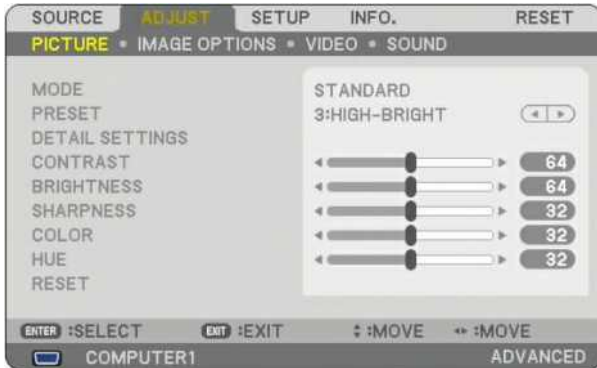 SOURCE ADJUST SETUP INFO. RESET
PICTURE • IMAGE OPTIONS • VIDEO • SOUND
MODE STANDARD
PRESET 3:HIGH-BRIGHT
DETAIL SETTINGS
CONTRAST 64
BRIGHTNESS 64
SHARPNESS 32
COLOR 32
HUE 32
RESET
ENTER :SELECT EXIT :EXIT :MOVE :MOVE
COMPUTER1 ADVANCED